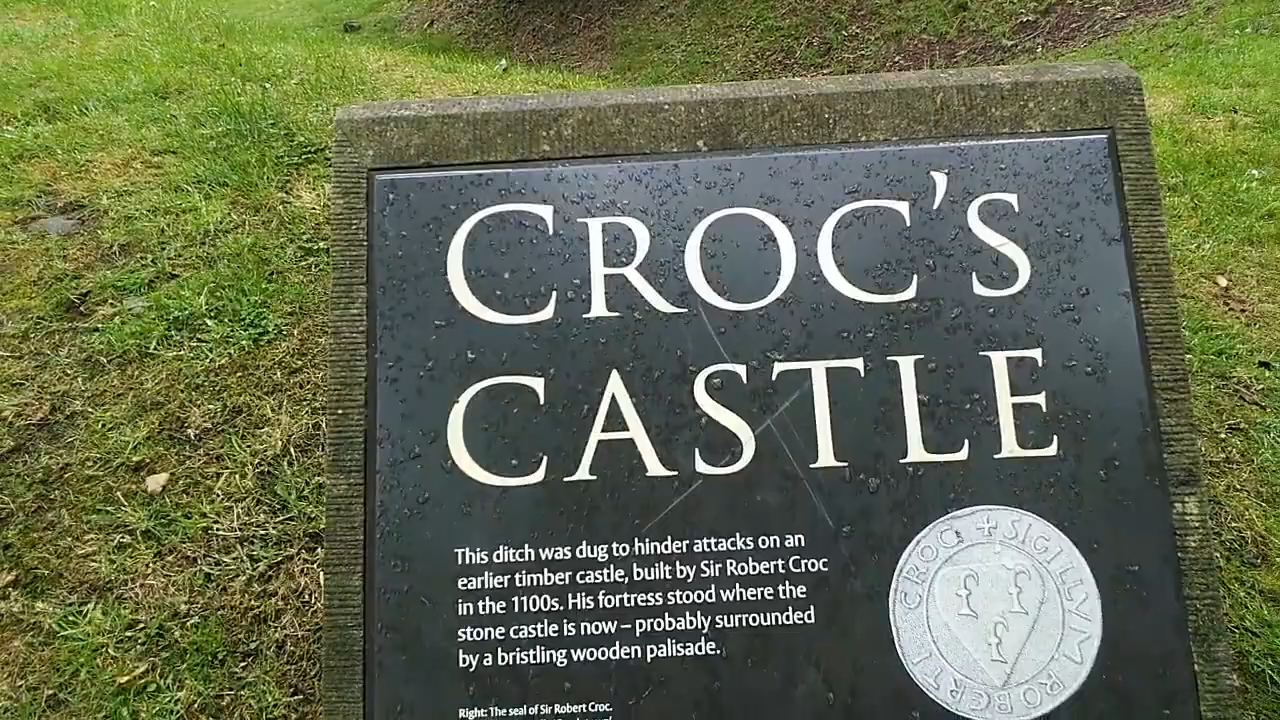 CROC'S
CASTLE
This ditch was dug to hinder attacks on an
earlier timber castle, built by Sir Robert Croc
in the 1100s. His fortress stood where the
stone castle is now – probably surrounded
by a bristling wooden palisade.
Right: The seal of Sir Robert Croc.
SIGILLVM ROBERTI CROC